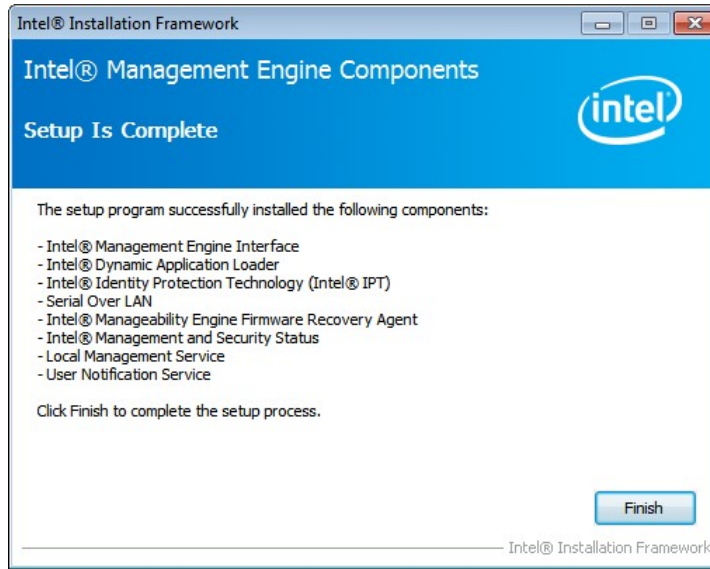 Intel® Installation Framework
Intel® Management Engine Components
intel
Setup Is Complete
The setup program successfully installed the following components:
- Intel® Management Engine Interface
- Intel® Dynamic Application Loader
- Intel® Identity Protection Technology (Intel® IPT)
- Serial Over LAN
- Intel® Manageability Engine Firmware Recovery Agent
- Intel® Management and Security Status
- Local Management Service
- User Notification Service
Click Finish to complete the setup process.
Finish
Intel® Installation Framework